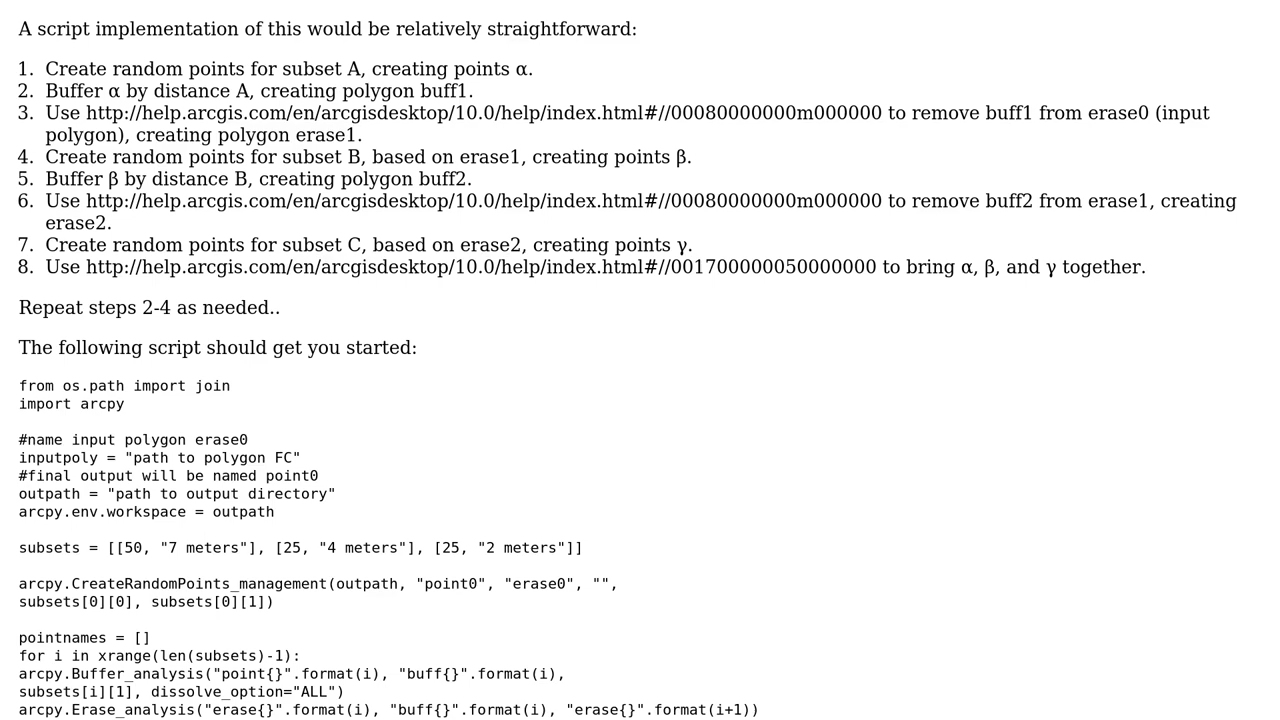 A script implementation of this would be relatively straightforward:
1. Create random points for subset A, creating points α.
2. Buffer α by distance A, creating polygon buff1.
3. Use http://help.arcgis.com/en/arcgisdesktop/10.0/help/index.html#//00080000000m000000 to remove buff1 from erase0 (input
polygon), creating polygon erase1.
4. Create random points for subset B, based on erase1, creating points β.
5. Buffer β by distance B, creating polygon buff2.
6. Use http://help.arcgis.com/en/arcgisdesktop/10.0/help/index.html#//00080000000m000000 to remove buff2 from erase1, creating
erase2.
7. Create random points for subset C, based on erase2, creating points γ.
8. Use http://help.arcgis.com/en/arcgisdesktop/10.0/help/index.html#//001700000050000000 to bring α, β, and γ together.
Repeat steps 2-4 as needed..
The following script should get you started:
from os.path import join
import arcpy
#name input polygon erase0
inputpoly = "path to polygon FC"
#final output will be named point0
outpath = "path to output directory"
arcpy.env.workspace = outpath
subsets = [[50, "7 meters"], [25, "4 meters"], [25, "2 meters"]]
arcpy.CreateRandomPoints_management(outpath, "point0", "erase0", "",
subsets[0][0], subsets[0][1])
pointnames = []
for i in xrange(len(subsets)-1):
arcpy.Buffer_analysis("point{}".format(i), "buff{}".format(i),
subsets[i][1], dissolve_option="ALL")
arcpy.Erase_analysis("erase{}".format(i), "buff{}".format(i), "erase{}".format(i+1))